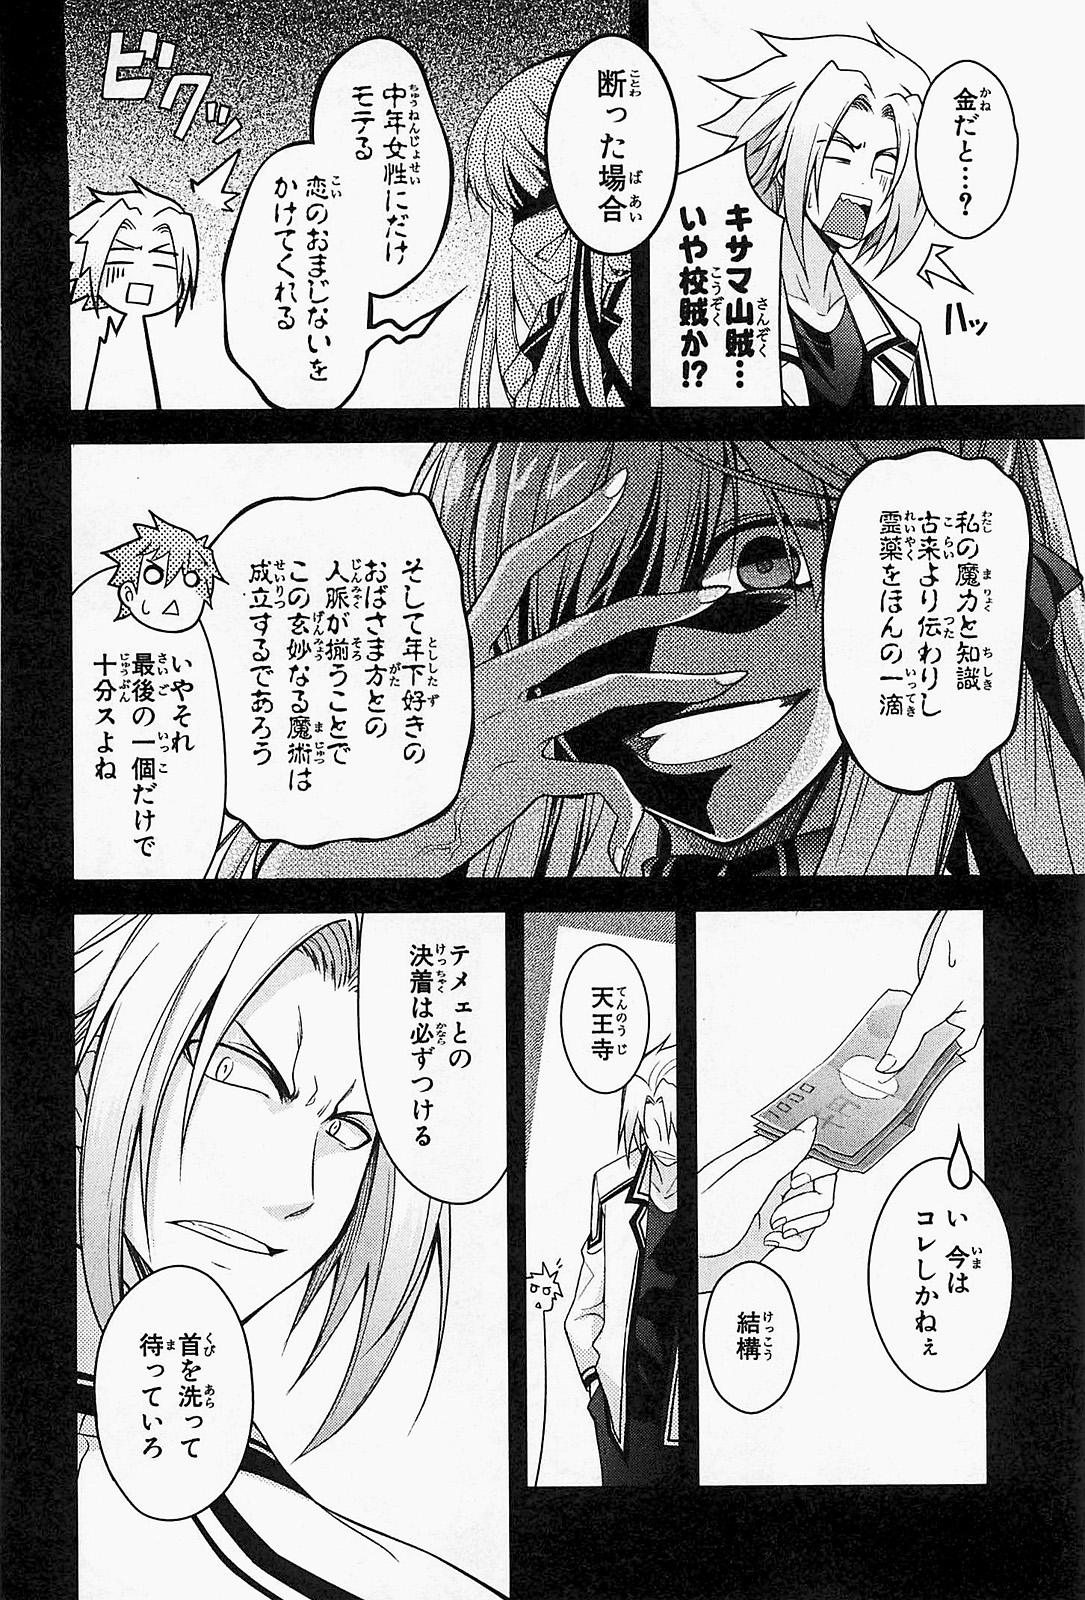 金だと…？
キサマ山賊…
いや校賊か!?
ハッ
断った場合
中年女性にだけ
モテる
恋のおまじないを
かけてくれる
ビクッ
私の魔力と知識
古来より伝わりし
霊薬をほんの一滴
そして年下好きの
おばさま方との
人脈が揃うことで
この玄妙なる魔術は
成立するであろう
いやそれ
最後の一個だけで
十分スよね
い 今は
コレしかねぇ
1000
結構
天王寺
テメェとの
決着は必ずつける
首を洗って
待っていろ